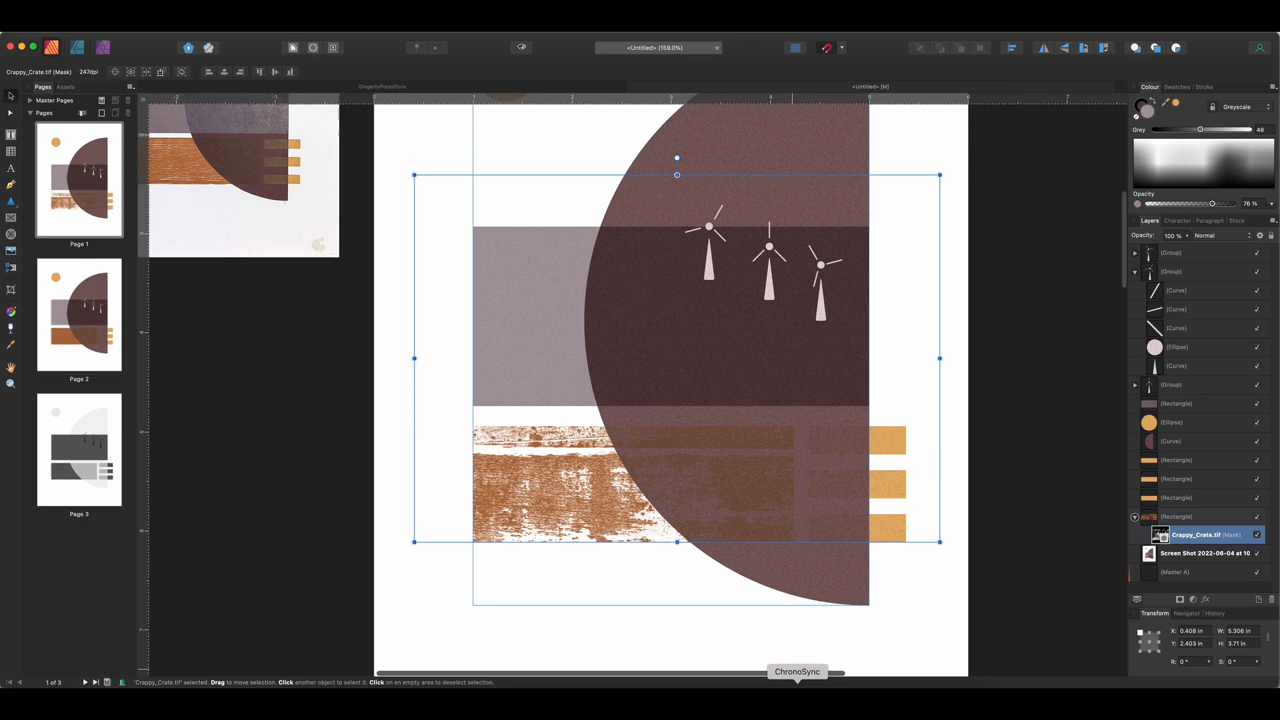 <Untitled> (159.0%)
Crappy_Crate.tif (Mask) 247dpi
Pages Assets
GingerlyPressStyle
<Untitled> [M]
Colour Swatches Stroke
Master Pages
Pages
Greyscale
Grey 48
Opacity
76 %
Layers Character Paragraph Stock
Opacity: 100 % Normal
(Group)
(Group)
(Curve)
(Curve)
(Curve)
(Ellipse)
(Curve)
(Group)
(Rectangle)
(Ellipse)
(Curve)
(Rectangle)
(Rectangle)
(Rectangle)
(Rectangle)
Crappy_Crate.tif (Mask)
Screen Shot 2022-06-04 at 10
(Master A)
Page 1
Page 2
Page 3
Transform Navigator History
X: 0.408 in W: 5.306 in
Y: 2.403 in H: 3.71 in
R: 0 ° S: 0 °
ChronoSync
1 of 3
'Crappy_Crate.tif' selected. Drag to move selection. Click another object to select it. Click on an empty area to deselect selection.